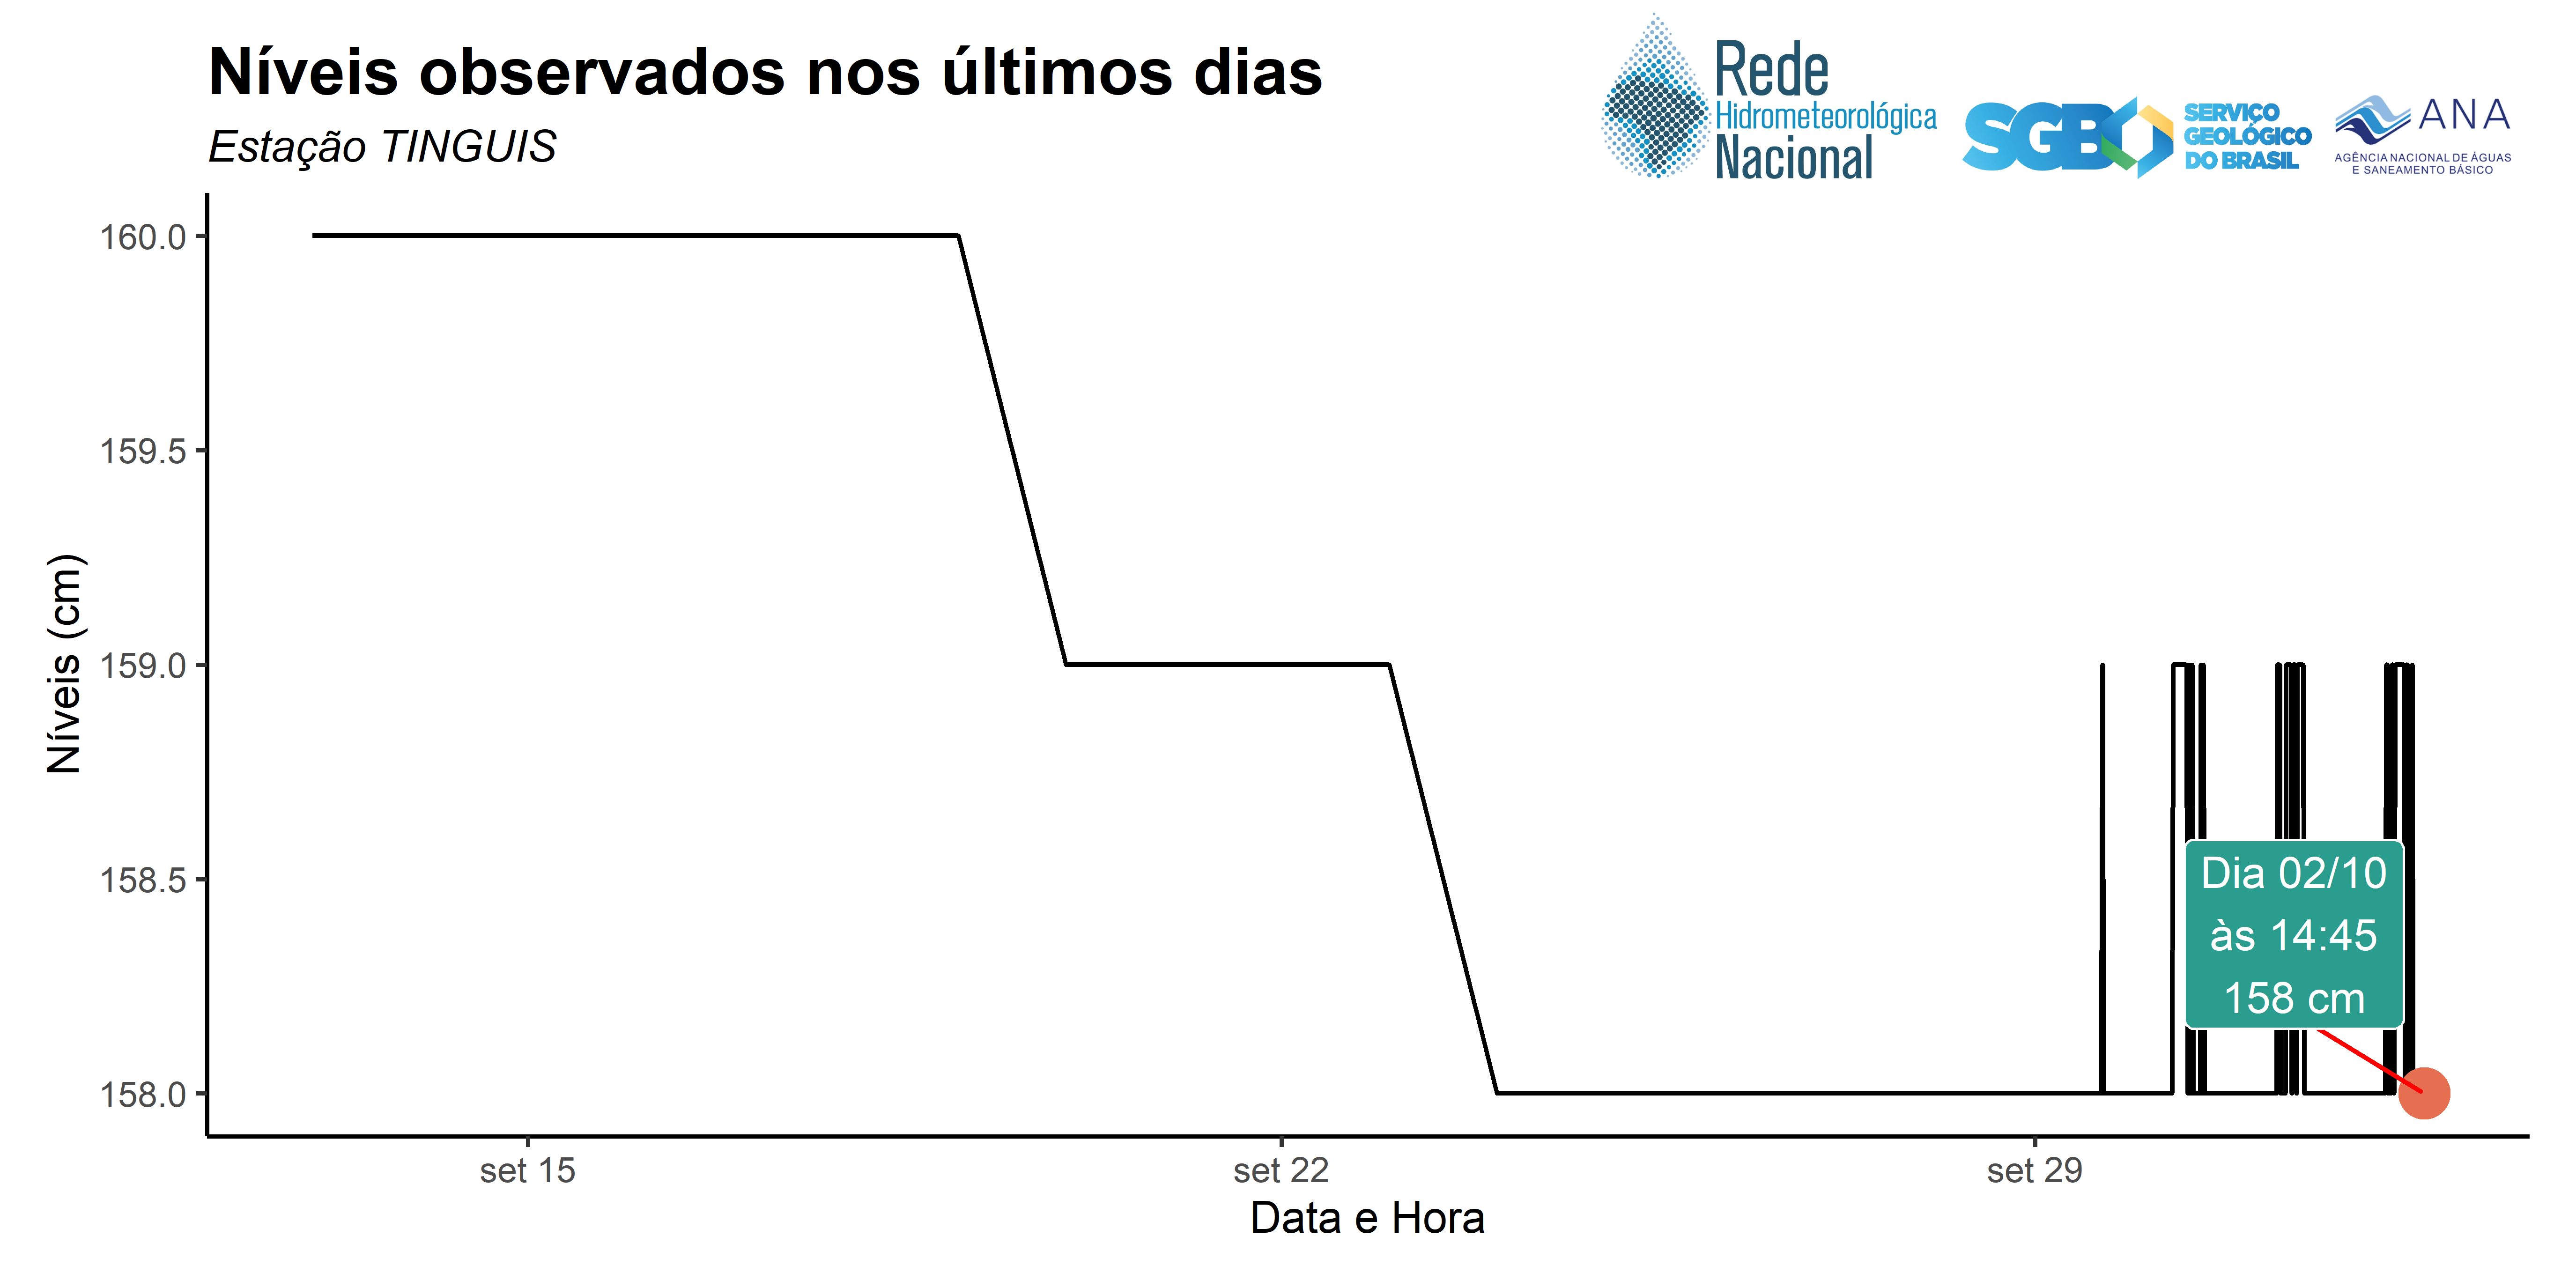 Níveis observados nos últimos dias
Estação TINGUIS
Rede
Hidrometeorológica
Nacional
SGB
SERVIÇO
GEOLÓGICO
DO BRASIL
ANA
AGÊNCIA NACIONAL DE ÁGUAS
E SANEAMENTO BÁSICO
Níveis (cm)
160.0
159.5
159.0
158.5
158.0
Dia 02/10
às 14:45
158 cm
set 15
set 22
set 29
Data e Hora